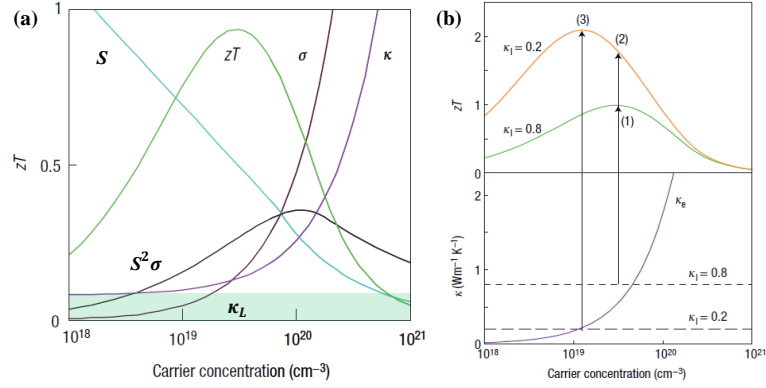 (a)
1
0.5
0
zT
S
zT
σ
κ
S²σ
κ_L
10¹⁸
10¹⁹
10²⁰
10²¹
Carrier concentration (cm⁻³)
(b)
2
1
0
zT
κₗ = 0.2
κₗ = 0.8
(3)
(2)
(1)
2
1
0
κ (Wm⁻¹ K⁻¹)
κₑ
κₗ = 0.8
κₗ = 0.2
10¹⁸
10¹⁹
10²⁰
10²¹
Carrier concentration (cm⁻³)